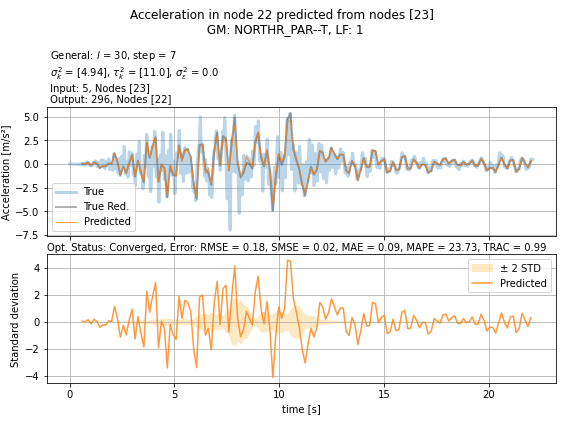 Acceleration in node 22 predicted from nodes [23]
GM: NORTHR_PAR--T, LF: 1
General: l = 30, step = 7
σ²ₖ = [4.94], τ²ₖ = [11.0], σ²ε = 0.0
Input: 5, Nodes [23]
Output: 296, Nodes [22]
Acceleration [m/s²]
5.0
2.5
0.0
−2.5
−5.0
−7.5
True
True Red.
Predicted
Opt. Status: Converged, Error: RMSE = 0.18, SMSE = 0.02, MAE = 0.09, MAPE = 23.73, TRAC = 0.99
Standard deviation
4
2
0
−2
−4
± 2 STD
Predicted
0
5
10
15
20
time [s]